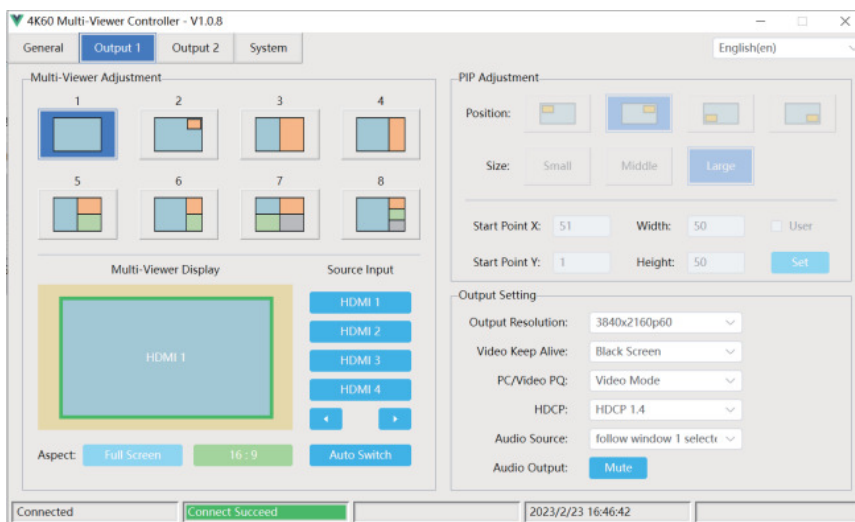 4K60 Multi-Viewer Controller - V1.0.8
General Output 1 Output 2 System English(en)
Multi-Viewer Adjustment
1 2 3 4
5 6 7 8
Multi-Viewer Display Source Input
HDMI 1
HDMI 1
HDMI 2
HDMI 3
HDMI 4
Aspect: Full Screen 16 : 9 Auto Switch
PIP Adjustment
Position:
Size: Small Middle Large
Start Point X: 51 Width: 50 User
Start Point Y: 1 Height: 50 Set
Output Setting
Output Resolution: 3840x2160p60
Video Keep Alive: Black Screen
PC/Video PQ: Video Mode
HDCP: HDCP 1.4
Audio Source: follow window 1 selecte
Audio Output: Mute
Connected Connect Succeed 2023/2/23 16:46:42